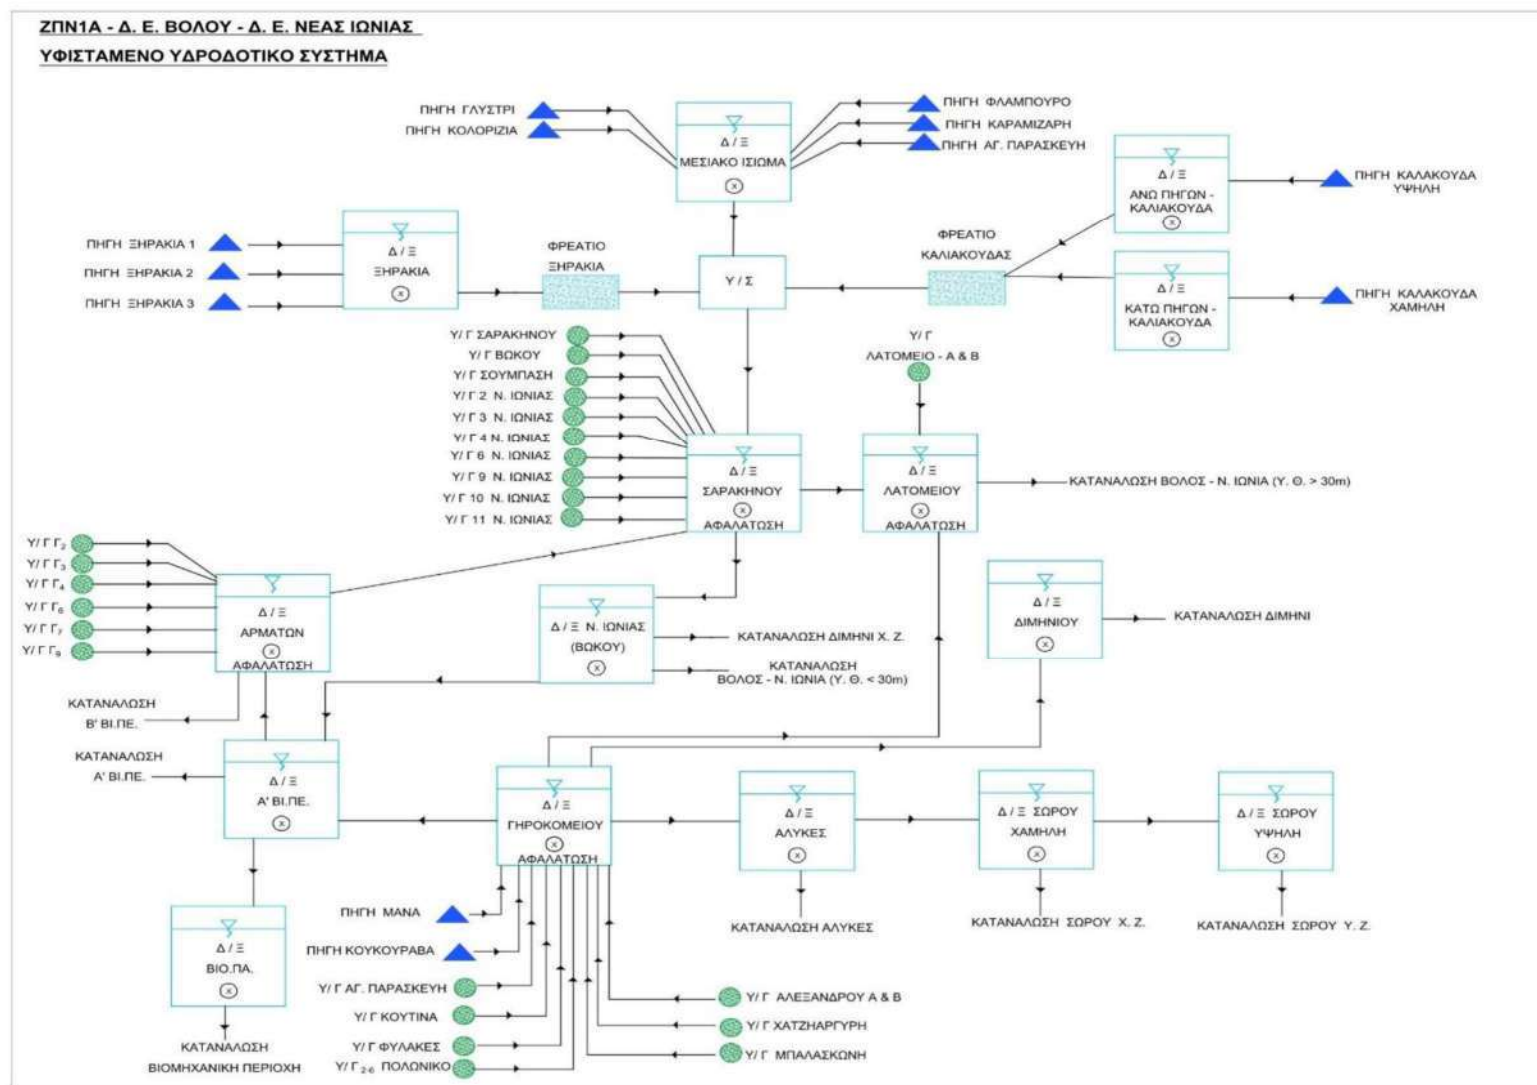 ΖΠΝ1Α - Δ. Ε. ΒΟΛΟΥ - Δ. Ε. ΝΕΑΣ ΙΩΝΙΑΣ
ΥΦΙΣΤΑΜΕΝΟ ΥΔΡΟΔΟΤΙΚΟ ΣΥΣΤΗΜΑ
ΠΗΓΗ ΓΛΥΣΤΡΙ
ΠΗΓΗ ΚΟΛΟΡΙΖΙΑ
Δ / Ξ
ΜΕΣΙΑΚΟ ΙΣΙΩΜΑ
X
ΠΗΓΗ ΦΛΑΜΠΟΥΡΟ
ΠΗΓΗ ΚΑΡΑΜΙΖΑΡΗ
ΠΗΓΗ ΑΓ. ΠΑΡΑΣΚΕΥΗ
Δ / Ξ
ΑΝΩ ΠΗΓΩΝ -
ΚΑΛΙΑΚΟΥΔΑ
X
ΠΗΓΗ ΚΑΛΑΚΟΥΔΑ
ΥΨΗΛΗ
ΠΗΓΗ ΞΗΡΑΚΙΑ 1
ΠΗΓΗ ΞΗΡΑΚΙΑ 2
ΠΗΓΗ ΞΗΡΑΚΙΑ 3
Δ / Ξ
ΞΗΡΑΚΙΑ
X
ΦΡΕΑΤΙΟ
ΞΗΡΑΚΙΑ
Υ / Σ
ΦΡΕΑΤΙΟ
ΚΑΛΙΑΚΟΥΔΑΣ
Δ / Ξ
ΚΑΤΩ ΠΗΓΩΝ -
ΚΑΛΙΑΚΟΥΔΑ
X
ΠΗΓΗ ΚΑΛΑΚΟΥΔΑ
ΧΑΜΗΛΗ
Υ/ Γ ΣΑΡΑΚΗΝΟΥ
Υ/ Γ ΒΩΚΟΥ
Υ/ Γ ΣΟΥΜΠΑΣΗ
Υ/ Γ 2 Ν. ΙΩΝΙΑΣ
Υ/ Γ 3 Ν. ΙΩΝΙΑΣ
Υ/ Γ 4 Ν. ΙΩΝΙΑΣ
Υ/ Γ 6 Ν. ΙΩΝΙΑΣ
Υ/ Γ 9 Ν. ΙΩΝΙΑΣ
Υ/ Γ 10 Ν. ΙΩΝΙΑΣ
Υ/ Γ 11 Ν. ΙΩΝΙΑΣ
Υ/ Γ
ΛΑΤΟΜΕΙΟ - Α & Β
Δ / Ξ
ΣΑΡΑΚΗΝΟΥ
X
ΑΦΑΛΑΤΩΣΗ
Δ / Ξ
ΛΑΤΟΜΕΙΟΥ
X
ΑΦΑΛΑΤΩΣΗ
ΚΑΤΑΝΑΛΩΣΗ ΒΟΛΟΣ - Ν. ΙΩΝΙΑ (Υ. Θ. > 30m)
Υ/ Γ Γ₂
Υ/ Γ Γ₃
Υ/ Γ Γ₄
Υ/ Γ Γ₆
Υ/ Γ Γ₇
Υ/ Γ Γ₉
Δ / Ξ
ΑΡΜΑΤΩΝ
X
ΑΦΑΛΑΤΩΣΗ
Δ / Ξ Ν. ΙΩΝΙΑΣ
(ΒΩΚΟΥ)
X
ΚΑΤΑΝΑΛΩΣΗ ΔΙΜΗΝΙ Χ. Ζ.
ΚΑΤΑΝΑΛΩΣΗ
ΒΟΛΟΣ - Ν. ΙΩΝΙΑ (Υ. Θ. < 30m)
Δ / Ξ
ΔΙΜΗΝΙΟΥ
X
ΚΑΤΑΝΑΛΩΣΗ ΔΙΜΗΝΙ
ΚΑΤΑΝΑΛΩΣΗ
Β' ΒΙ.ΠΕ.
ΚΑΤΑΝΑΛΩΣΗ
Α' ΒΙ.ΠΕ.
Δ / Ξ
Α' ΒΙ.ΠΕ.
X
Δ / Ξ
ΓΗΡΟΚΟΜΕΙΟΥ
X
ΑΦΑΛΑΤΩΣΗ
Δ / Ξ
ΑΛΥΚΕΣ
X
Δ / Ξ ΣΩΡΟΥ
ΧΑΜΗΛΗ
X
Δ / Ξ ΣΩΡΟΥ
ΥΨΗΛΗ
X
ΚΑΤΑΝΑΛΩΣΗ ΑΛΥΚΕΣ
ΚΑΤΑΝΑΛΩΣΗ ΣΩΡΟΥ Χ. Ζ.
ΚΑΤΑΝΑΛΩΣΗ ΣΩΡΟΥ Υ. Ζ.
Δ / Ξ
ΒΙΟ.ΠΑ.
X
ΚΑΤΑΝΑΛΩΣΗ
ΒΙΟΜΗΧΑΝΙΚΗ ΠΕΡΙΟΧΗ
ΠΗΓΗ ΜΑΝΑ
ΠΗΓΗ ΚΟΥΚΟΥΡΑΒΑ
Υ/ Γ ΑΓ. ΠΑΡΑΣΚΕΥΗ
Υ/ Γ ΚΟΥΤΙΝΑ
Υ/ Γ ΦΥΛΑΚΕΣ
Υ/ Γ₂₋₆ ΠΟΛΩΝΙΚΟ
Υ/ Γ ΑΛΕΞΑΝΔΡΟΥ Α & Β
Υ/ Γ ΧΑΤΖΗΑΡΓΥΡΗ
Υ/ Γ ΜΠΑΛΑΣΚΩΝΗ